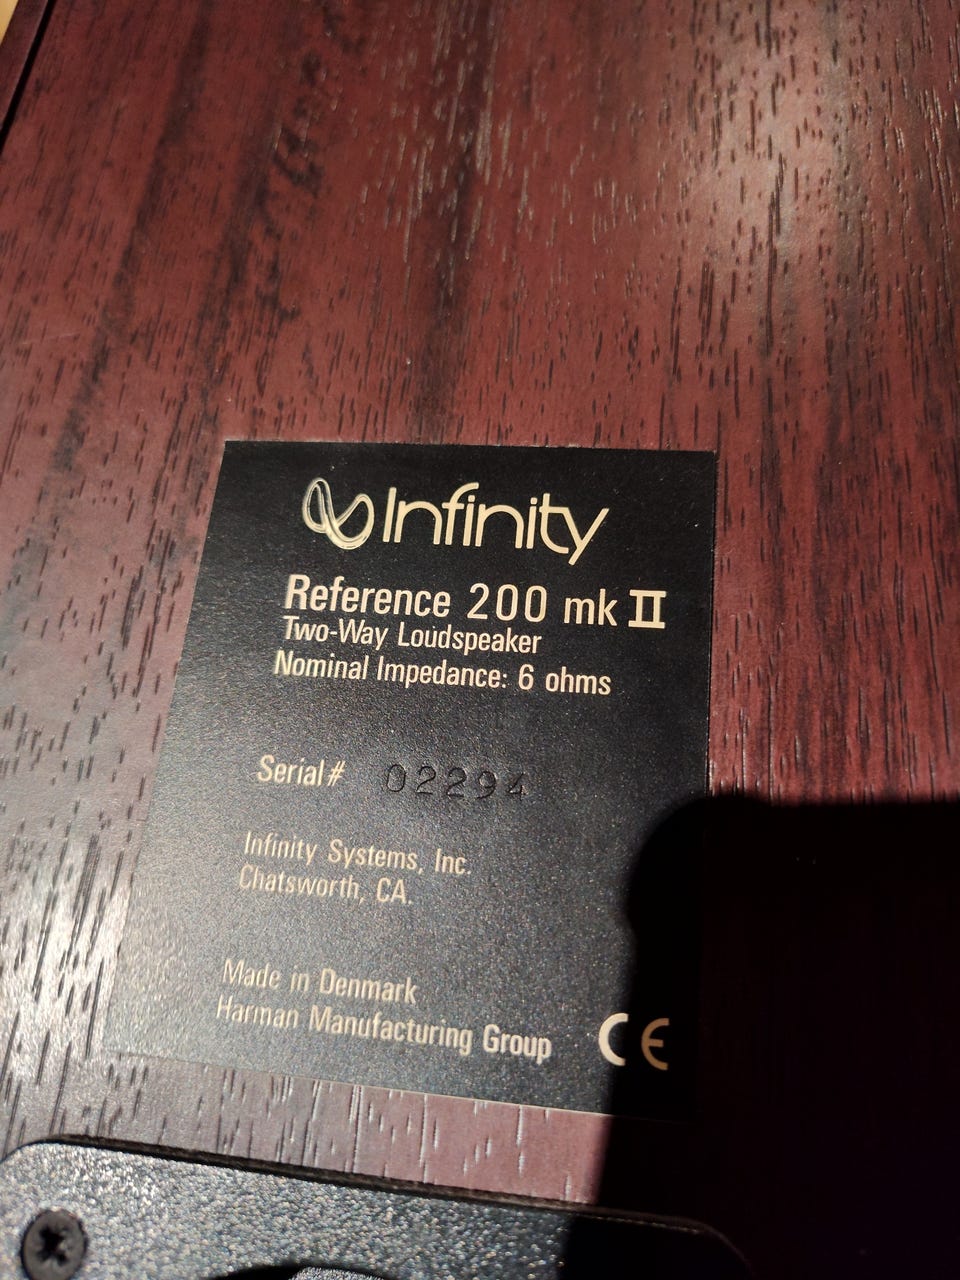 Infinity
Reference 200 mk II
Two-Way Loudspeaker
Nominal Impedance: 6 ohms
Serial# 02294
Infinity Systems, Inc.
Chatsworth, CA.
Made in Denmark
Harman Manufacturing Group CE